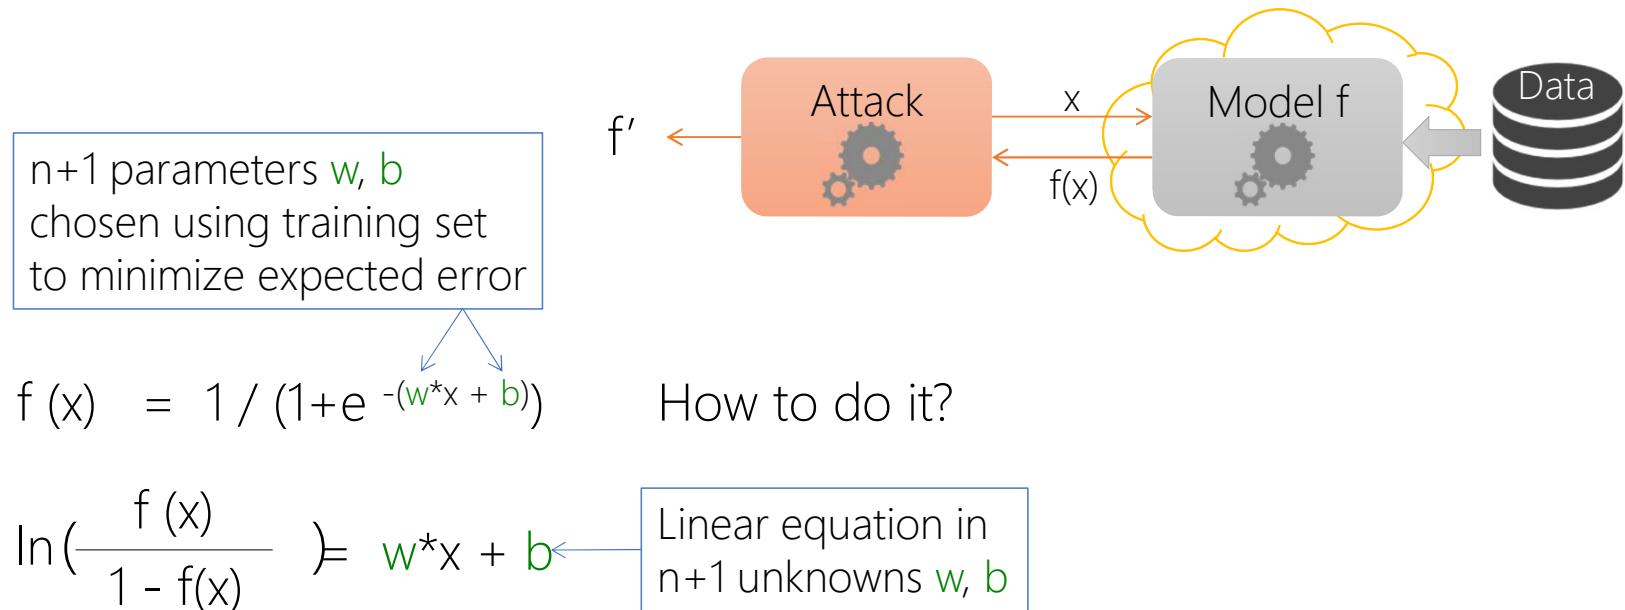 Attack
x
f(x)
Model f
Data
f'
n+1 parameters w, b
chosen using training set
to minimize expected error
f (x) = 1 / (1+e -(w*x + b))
How to do it?
ln( f (x) / 1 - f(x) ) = w*x + b
Linear equation in
n+1 unknowns w, b